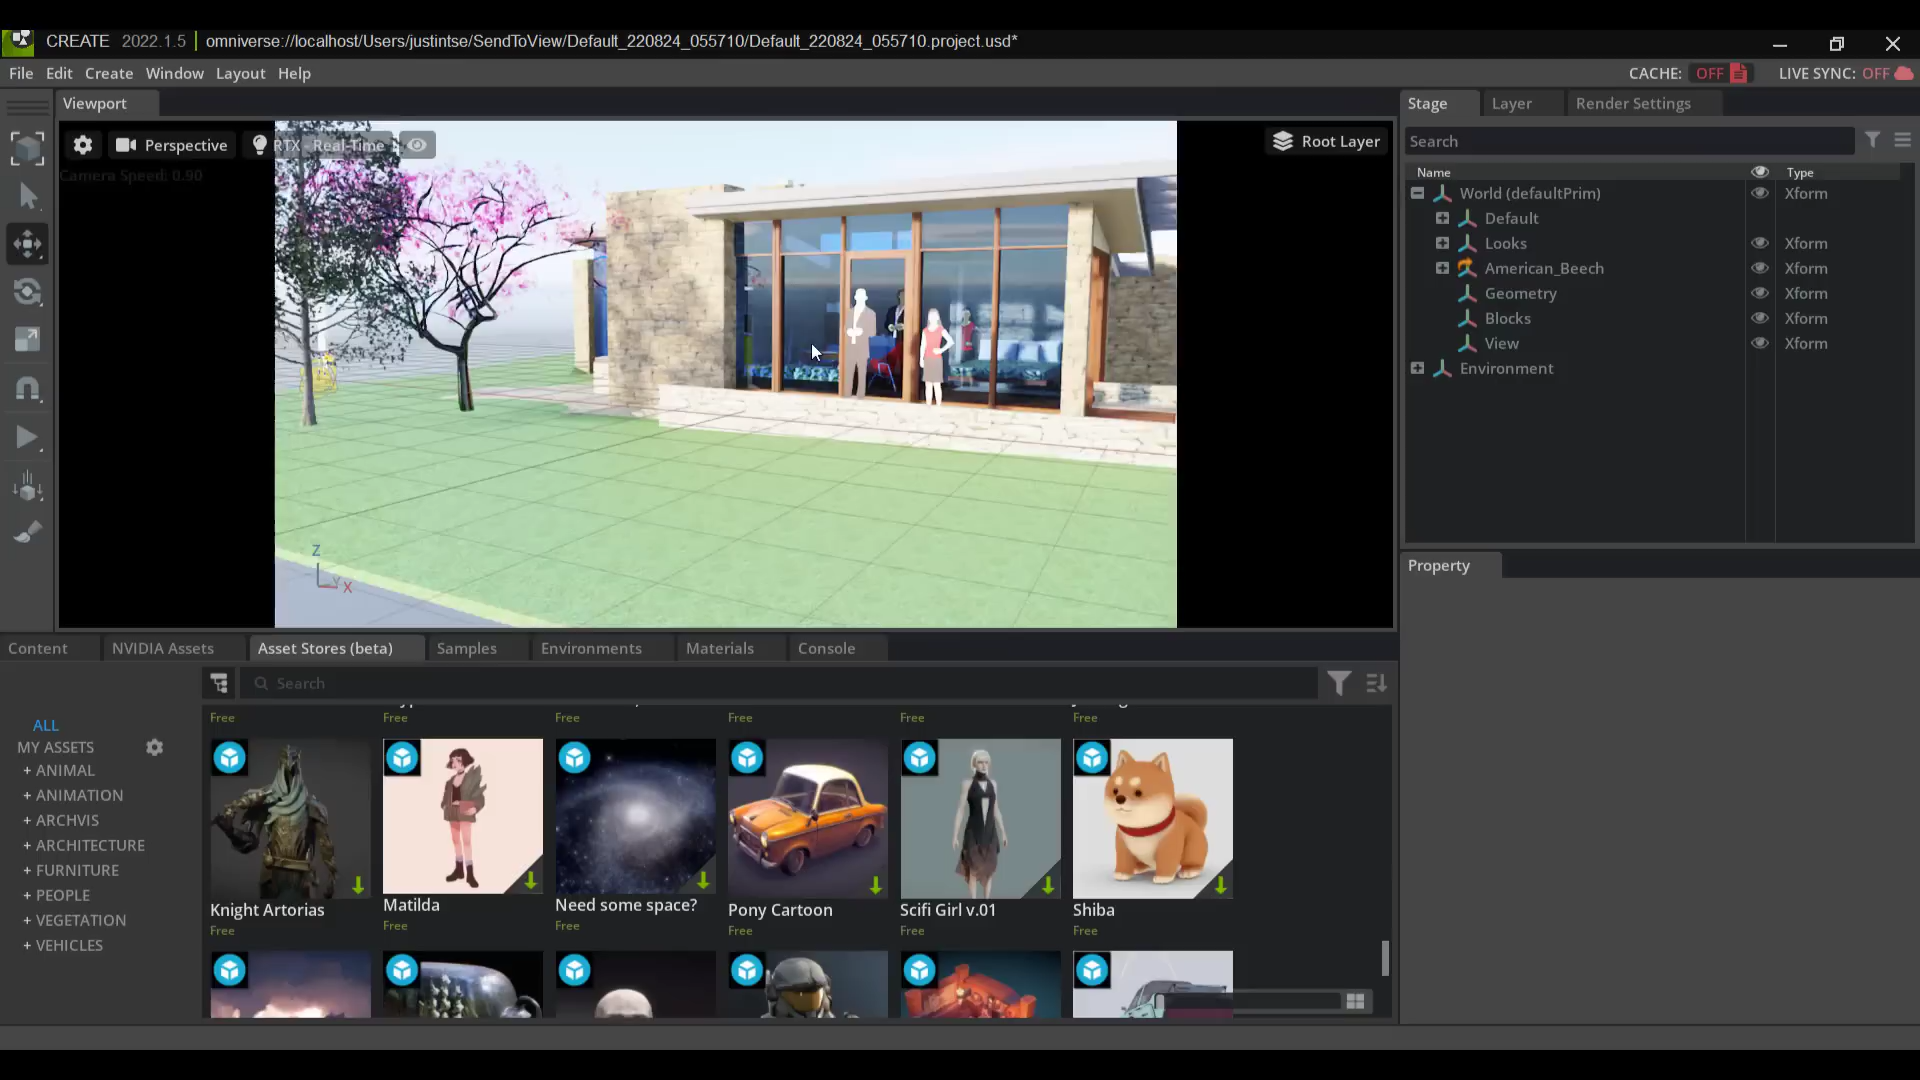 CREATE 2022.1.5 omniverse://localhost/Users/justintse/SendToView/Default_220824_055710/Default_220824_055710.project.usd*
File Edit Create Window Layout Help
CACHE: OFF LIVE SYNC: OFF
Viewport
Perspective
RTX - Real-Time
Root Layer
Camera Speed: 0.90
Z
Y
X
Stage Layer Render Settings
Search
Name Type
World (defaultPrim) Xform
Default
Looks Xform
American_Beech Xform
Geometry Xform
Blocks Xform
View Xform
Environment
Property
Content NVIDIA Assets Asset Stores (beta) Samples Environments Materials Console
Search
ALL
MY ASSETS
+ ANIMAL
+ ANIMATION
+ ARCHVIS
+ ARCHITECTURE
+ FURNITURE
+ PEOPLE
+ VEGETATION
+ VEHICLES
Free Free Free Free Free Free
Knight Artorias
Free
Matilda
Free
Need some space?
Free
Pony Cartoon
Free
Scifi Girl v.01
Free
Shiba
Free